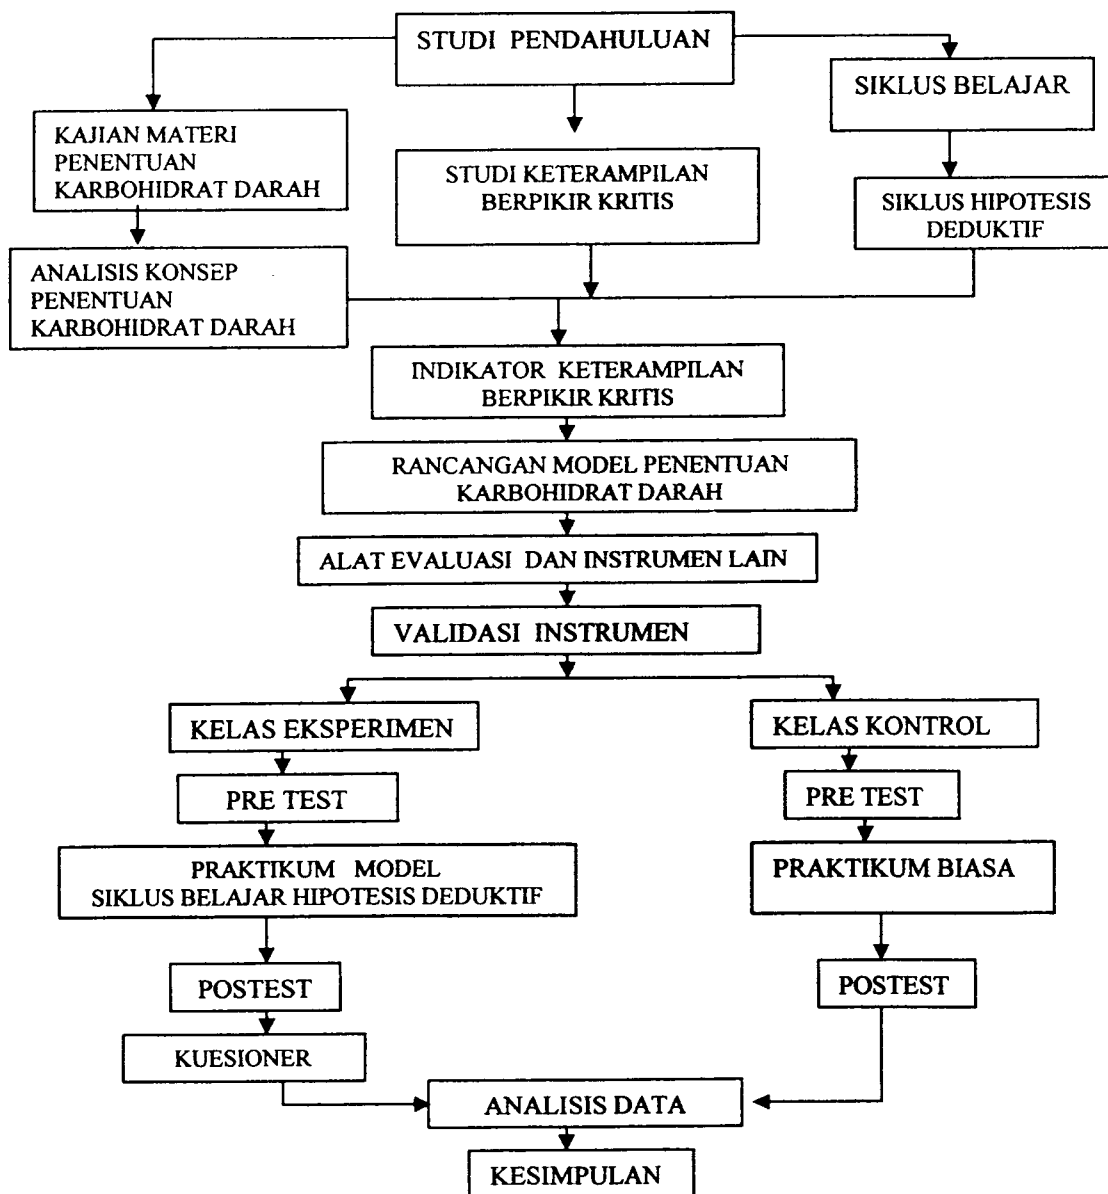 STUDI PENDAHULUAN
SIKLUS BELAJAR
KAJIAN MATERI
PENENTUAN
KARBOHIDRAT DARAH
STUDI KETERAMPILAN
BERPIKIR KRITIS
SIKLUS HIPOTESIS
DEDUKTIF
ANALISIS KONSEP
PENENTUAN
KARBOHIDRAT DARAH
INDIKATOR KETERAMPILAN
BERPIKIR KRITIS
RANCANGAN MODEL PENENTUAN
KARBOHIDRAT DARAH
ALAT EVALUASI DAN INSTRUMEN LAIN
VALIDASI INSTRUMEN
KELAS EKSPERIMEN
KELAS KONTROL
PRE TEST
PRE TEST
PRAKTIKUM MODEL
SIKLUS BELAJAR HIPOTESIS DEDUKTIF
PRAKTIKUM BIASA
POSTEST
POSTEST
KUESIONER
ANALISIS DATA
KESIMPULAN